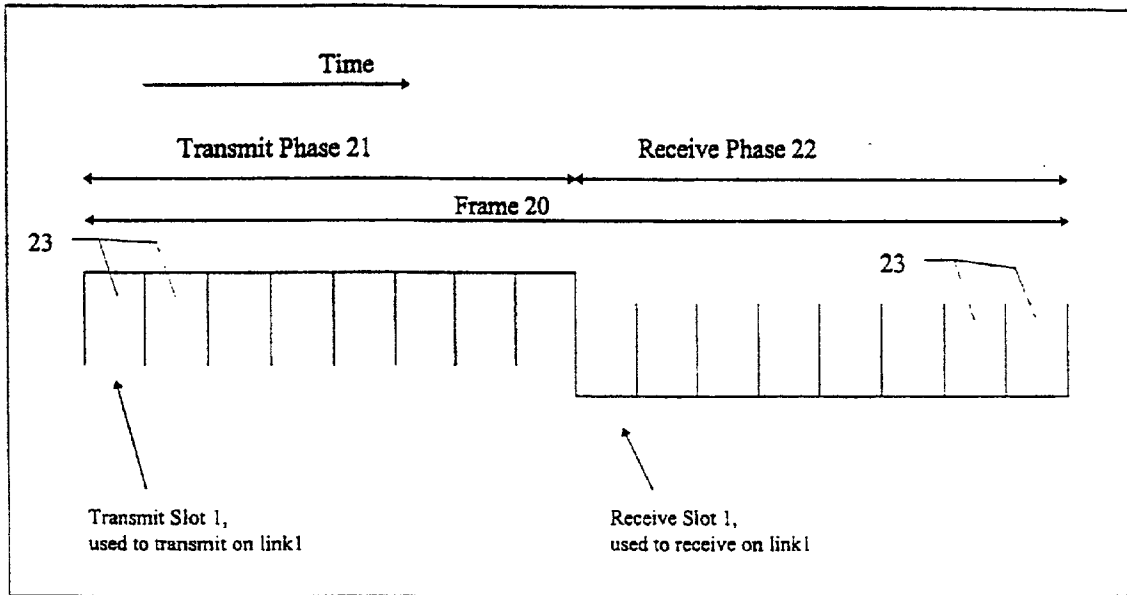 Time
Transmit Phase 21
Receive Phase 22
Frame 20
23
23
Transmit Slot 1,
used to transmit on link1
Receive Slot 1,
used to receive on link1